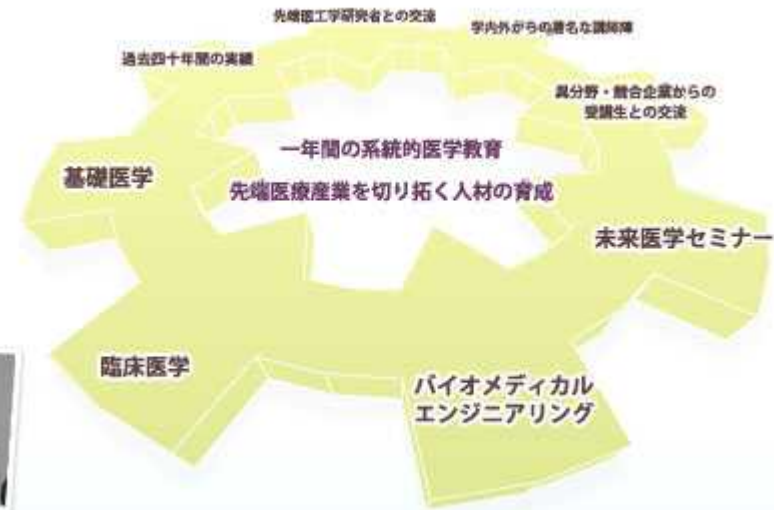 先端医工学研究者との交流
学内外からの著名な講師陣
過去四十年間の実績
異分野・競合企業からの
受講生との交流
一年間の系統的医学教育
先端医療産業を切り拓く人材の育成
基礎医学
未来医学セミナー
臨床医学
バイオメディカル
エンジニアリング